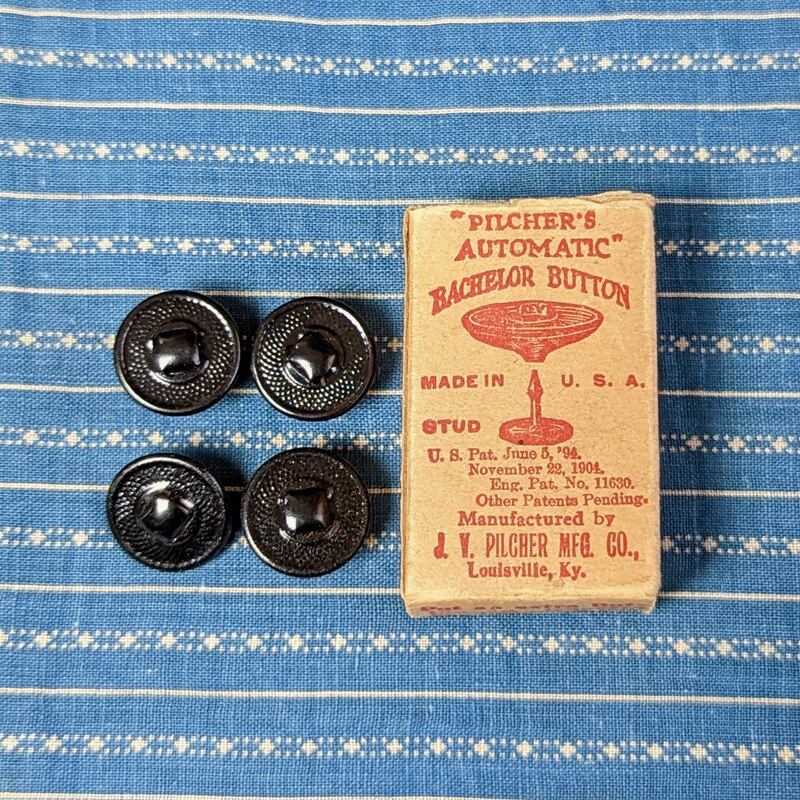 "PILCHER'S
AUTOMATIC"
BACHELOR BUTTON
KEY
MADE IN U. S. A.
STUD
U. S. Pat. June 5, '94.
November 22, 1904.
Eng. Pat. No. 11630.
Other Patents Pending.
Manufactured by
J. V. PILCHER MFG. CO.,
Louisville, Ky.